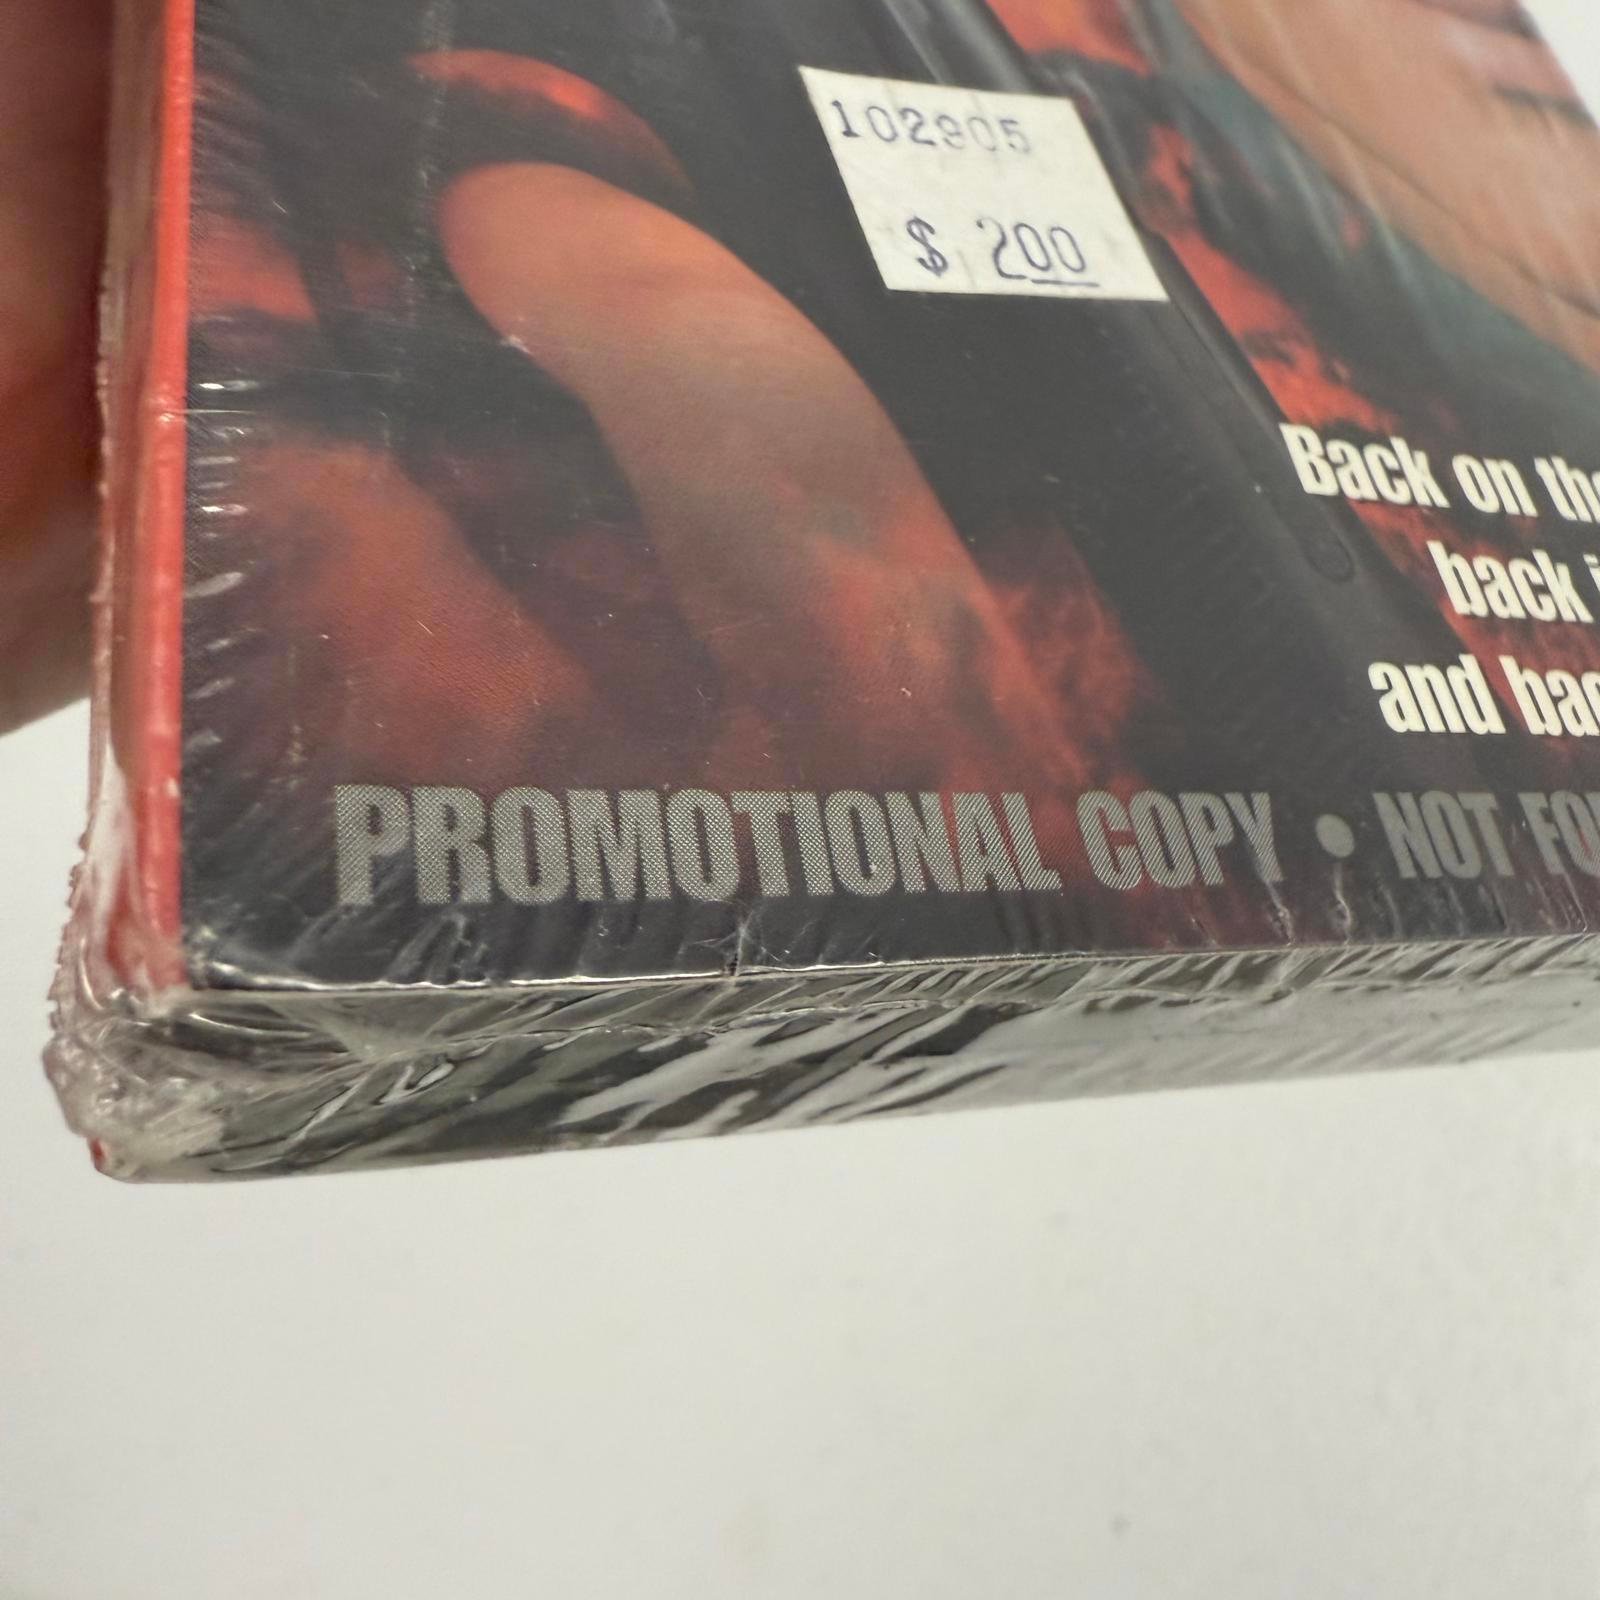 102905
$ 200
Back on the
back
and bac
PROMOTIONAL COPY • NOT FO